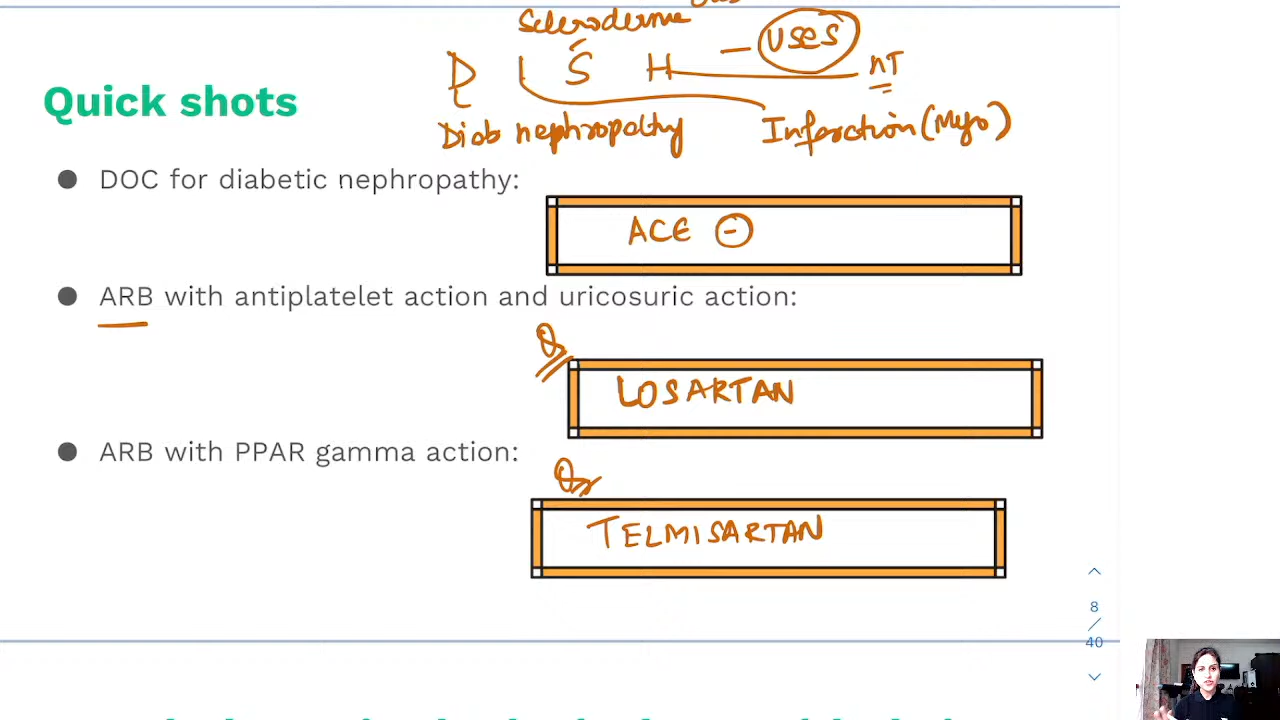 Scleroderma
D I S H – USES
HT
Quick shots
Diab nephropathy
Infarction (Myo)
● DOC for diabetic nephropathy:
ACE ⊖
● ARB with antiplatelet action and uricosuric action:
LOSARTAN
● ARB with PPAR gamma action:
TELMISARTAN
8
/
40